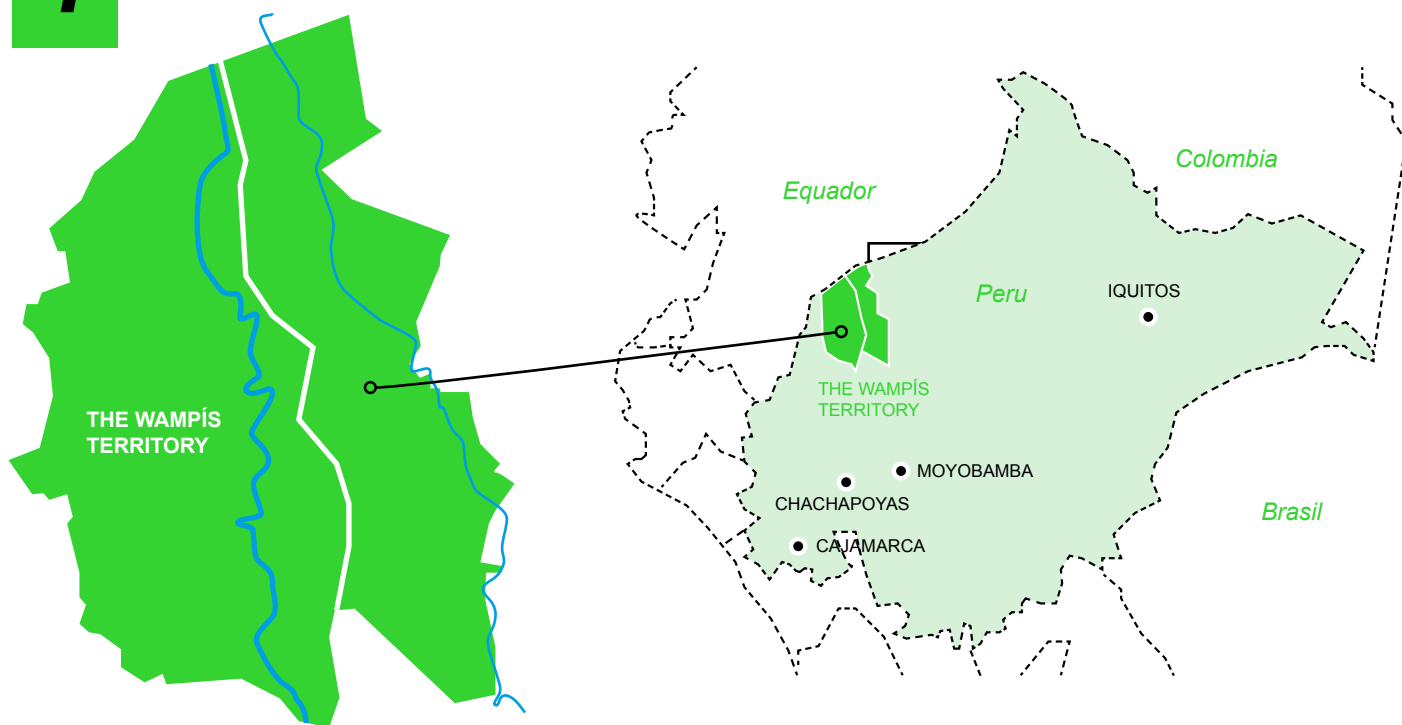 THE WAMPÍS
TERRITORY
Equador
Colombia
Peru
IQUITOS
THE WAMPÍS
TERRITORY
MOYOBAMBA
CHACHAPOYAS
CAJAMARCA
Brasil